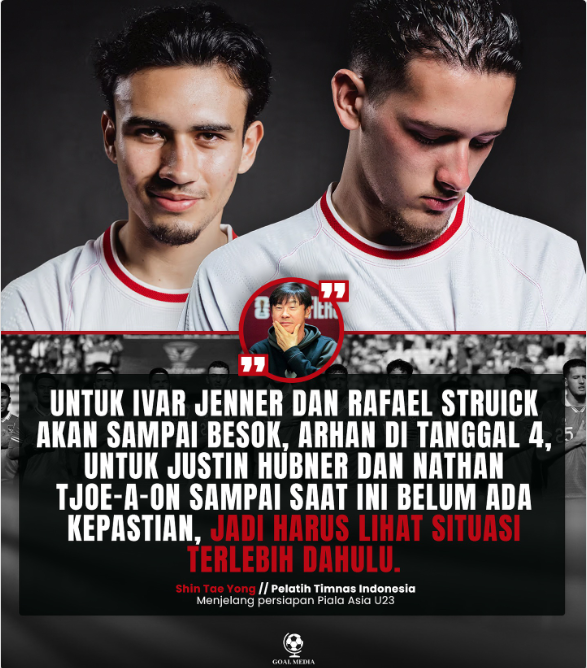 UNTUK IVAR JENNER DAN RAFAEL STRUICK
AKAN SAMPAI BESOK, ARHAN DI TANGGAL 4,
UNTUK JUSTIN HUBNER DAN NATHAN
TJOE-A-ON SAMPAI SAAT INI BELUM ADA
KEPASTIAN, JADI HARUS LIHAT SITUASI
TERLEBIH DAHULU.
Shin Tae Yong // Pelatih Timnas Indonesia
Menjelang persiapan Piala Asia U23
GOAL MEDIA